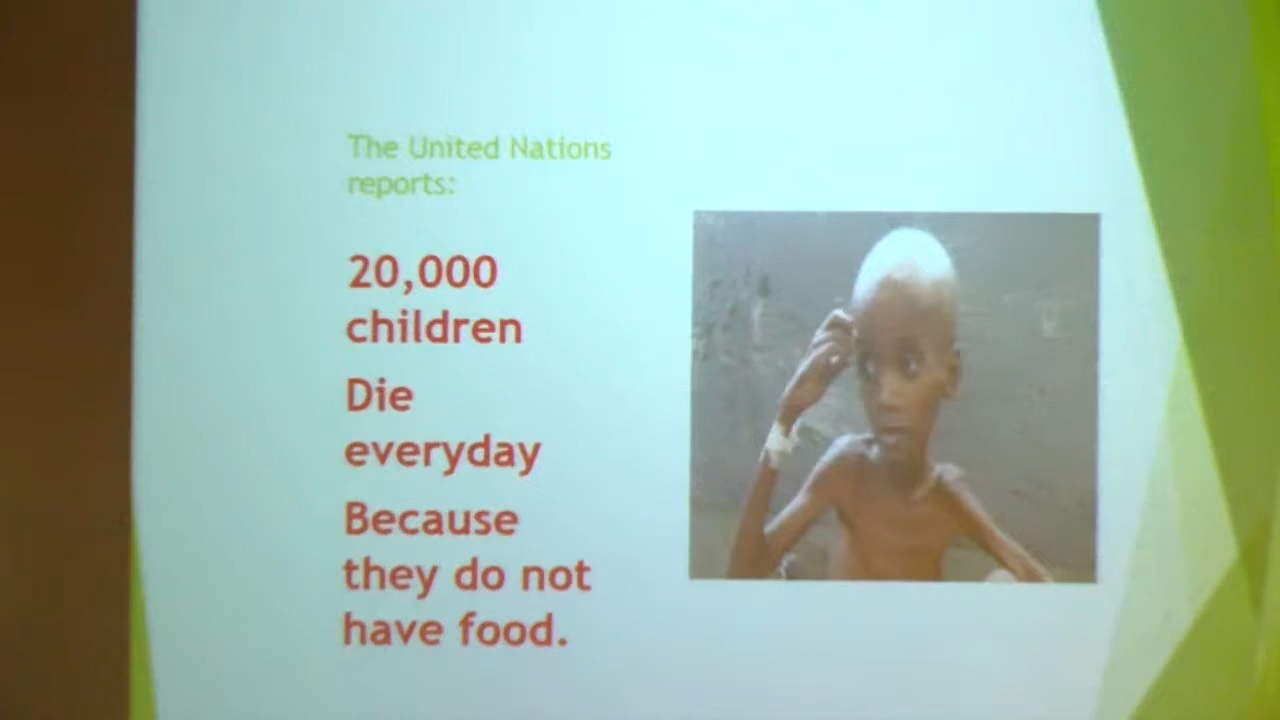 The United Nations
reports:
20,000
children
Die
everyday
Because
they do not
have food.